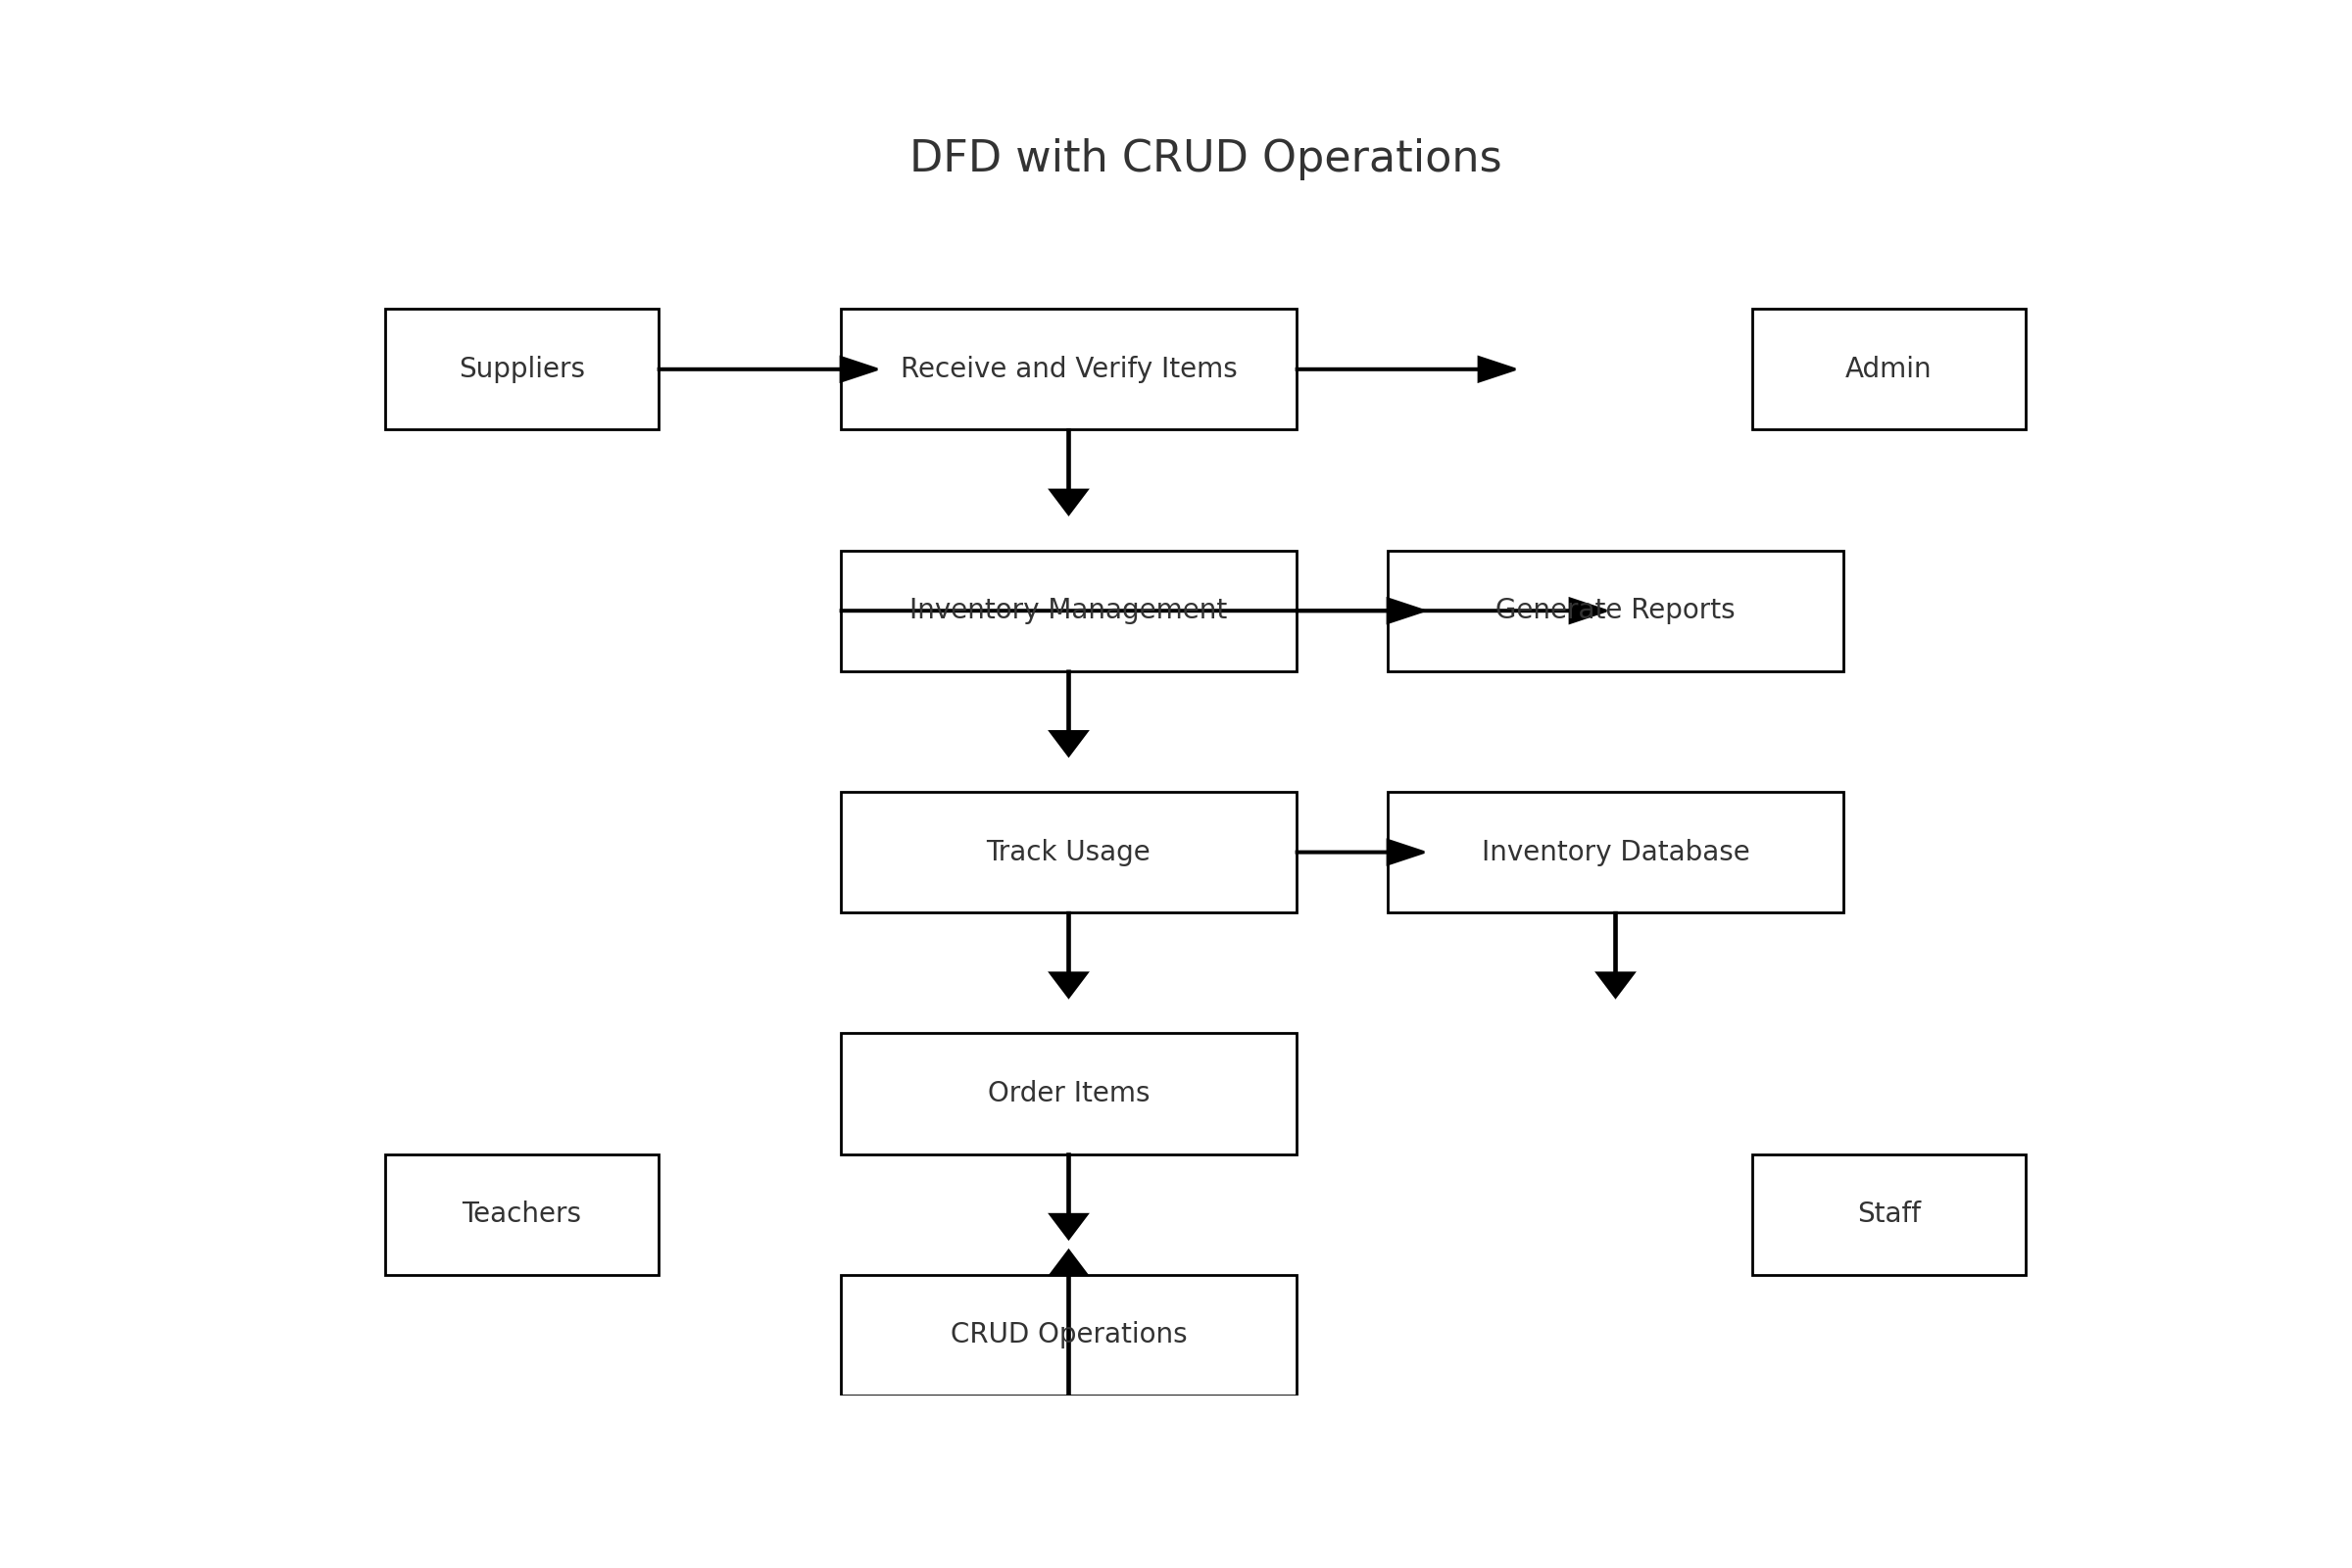 DFD with CRUD Operations
Suppliers
Receive and Verify Items
Admin
Inventory Management
Generate Reports
Track Usage
Inventory Database
Order Items
Teachers
Staff
CRUD Operations